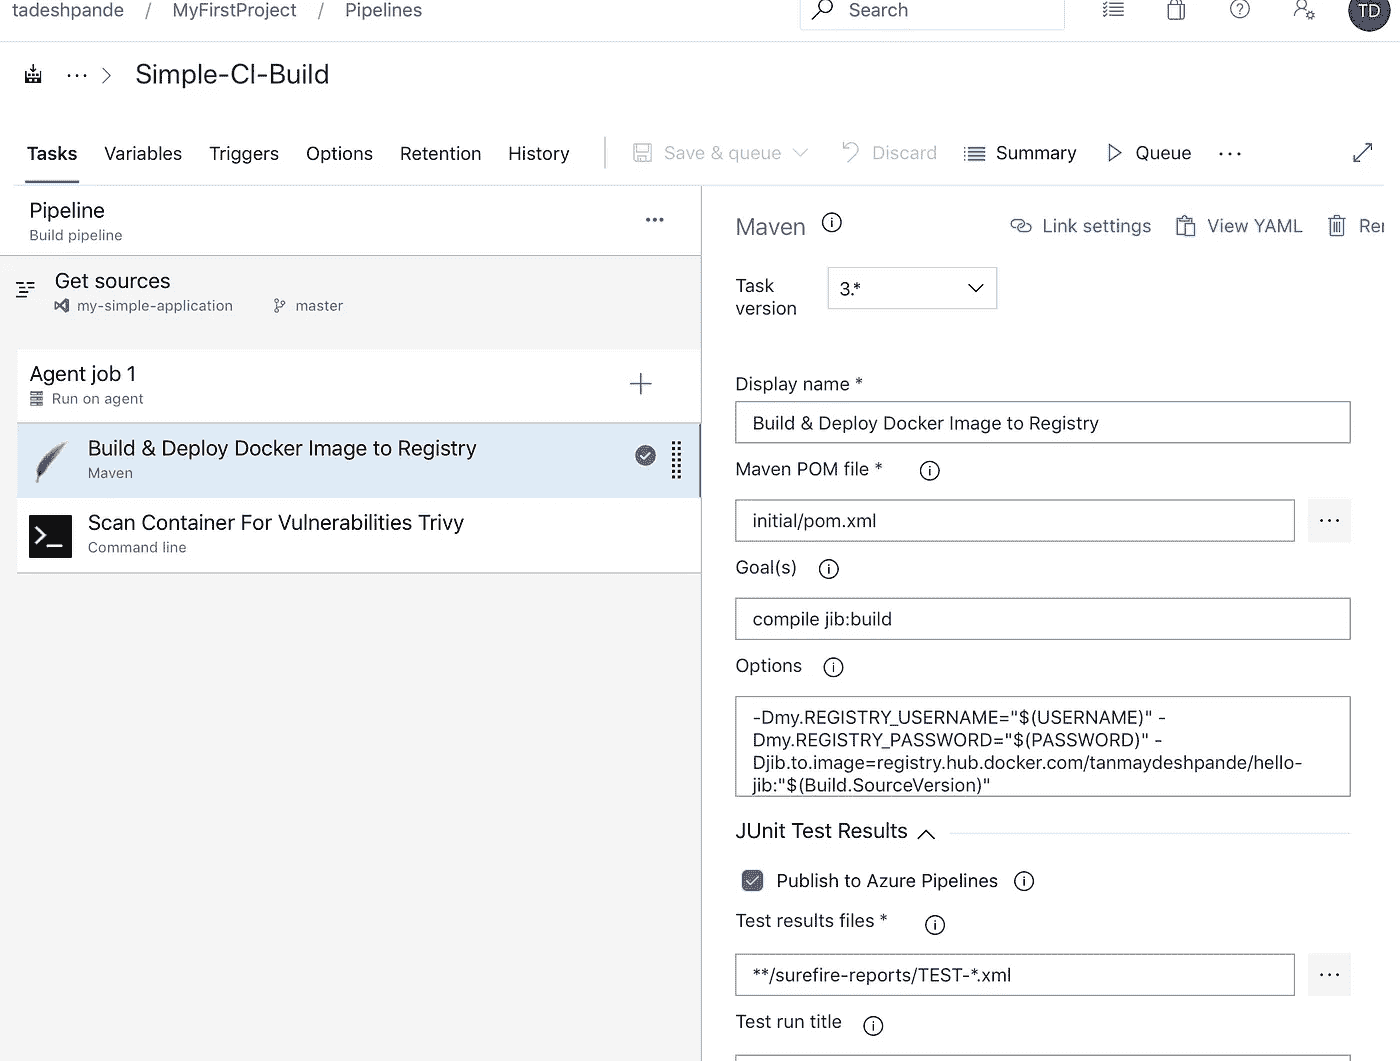 tadeshpande / MyFirstProject / Pipelines
Search
TD
... > Simple-CI-Build
Tasks Variables Triggers Options Retention History
Save & queue Discard Summary Queue ...
Pipeline
Build pipeline
...
Get sources
my-simple-application master
Agent job 1
Run on agent
Build & Deploy Docker Image to Registry
Maven
Scan Container For Vulnerabilities Trivy
Command line
Maven
Link settings View YAML Rer
Task
version
3.*
Display name *
Build & Deploy Docker Image to Registry
Maven POM file *
initial/pom.xml
...
Goal(s)
compile jib:build
Options
-Dmy.REGISTRY_USERNAME="$(USERNAME)" -
Dmy.REGISTRY_PASSWORD="$(PASSWORD)" -
Djib.to.image=registry.hub.docker.com/tanmaydeshpande/hello-
jib:"$(Build.SourceVersion)"
JUnit Test Results
Publish to Azure Pipelines
Test results files *
**/surefire-reports/TEST-*.xml
...
Test run title